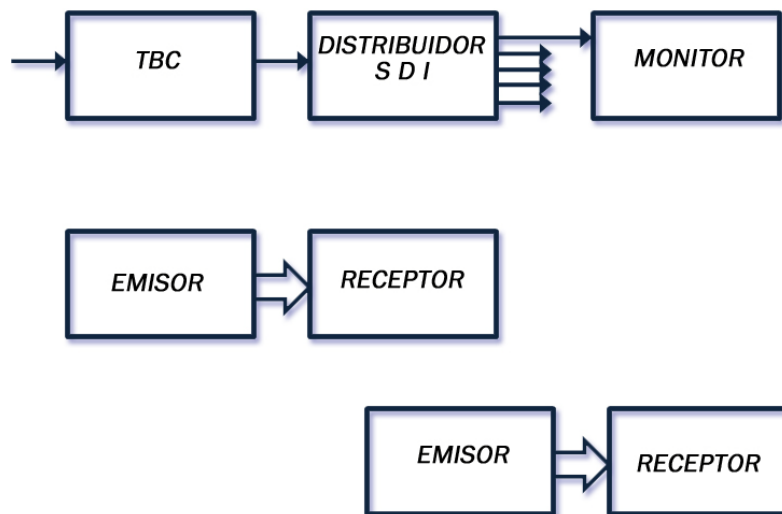 TBC
DISTRIBUIDOR
S D I
MONITOR
EMISOR
RECEPTOR
EMISOR
RECEPTOR